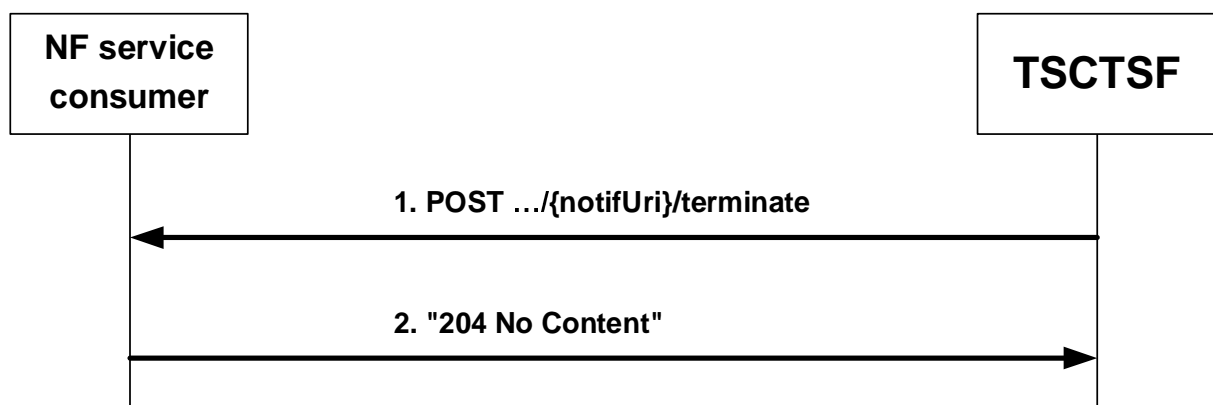 NF service
consumer
TSCTSF
1. POST …/{notifUri}/terminate
2. "204 No Content"